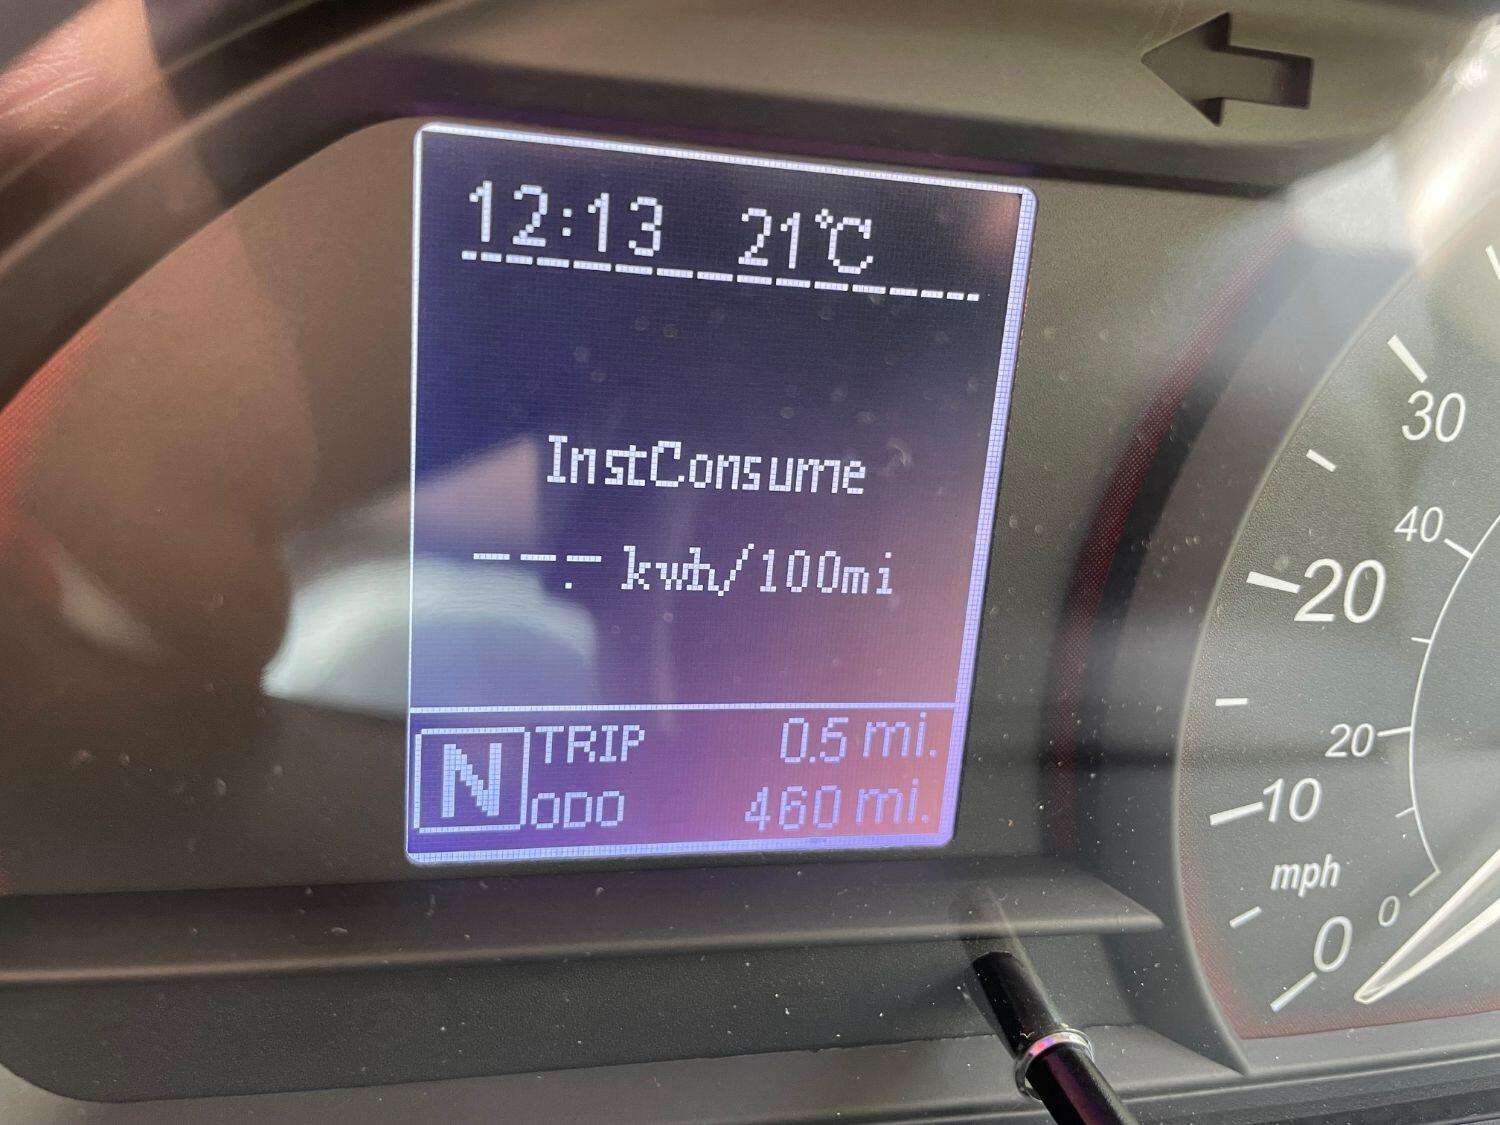 12:13 21°C
InstConsume
--.- kwh/100mi
N
TRIP 0.5 mi.
ODO 460 mi.
30
40
20
20
10
mph
0
0